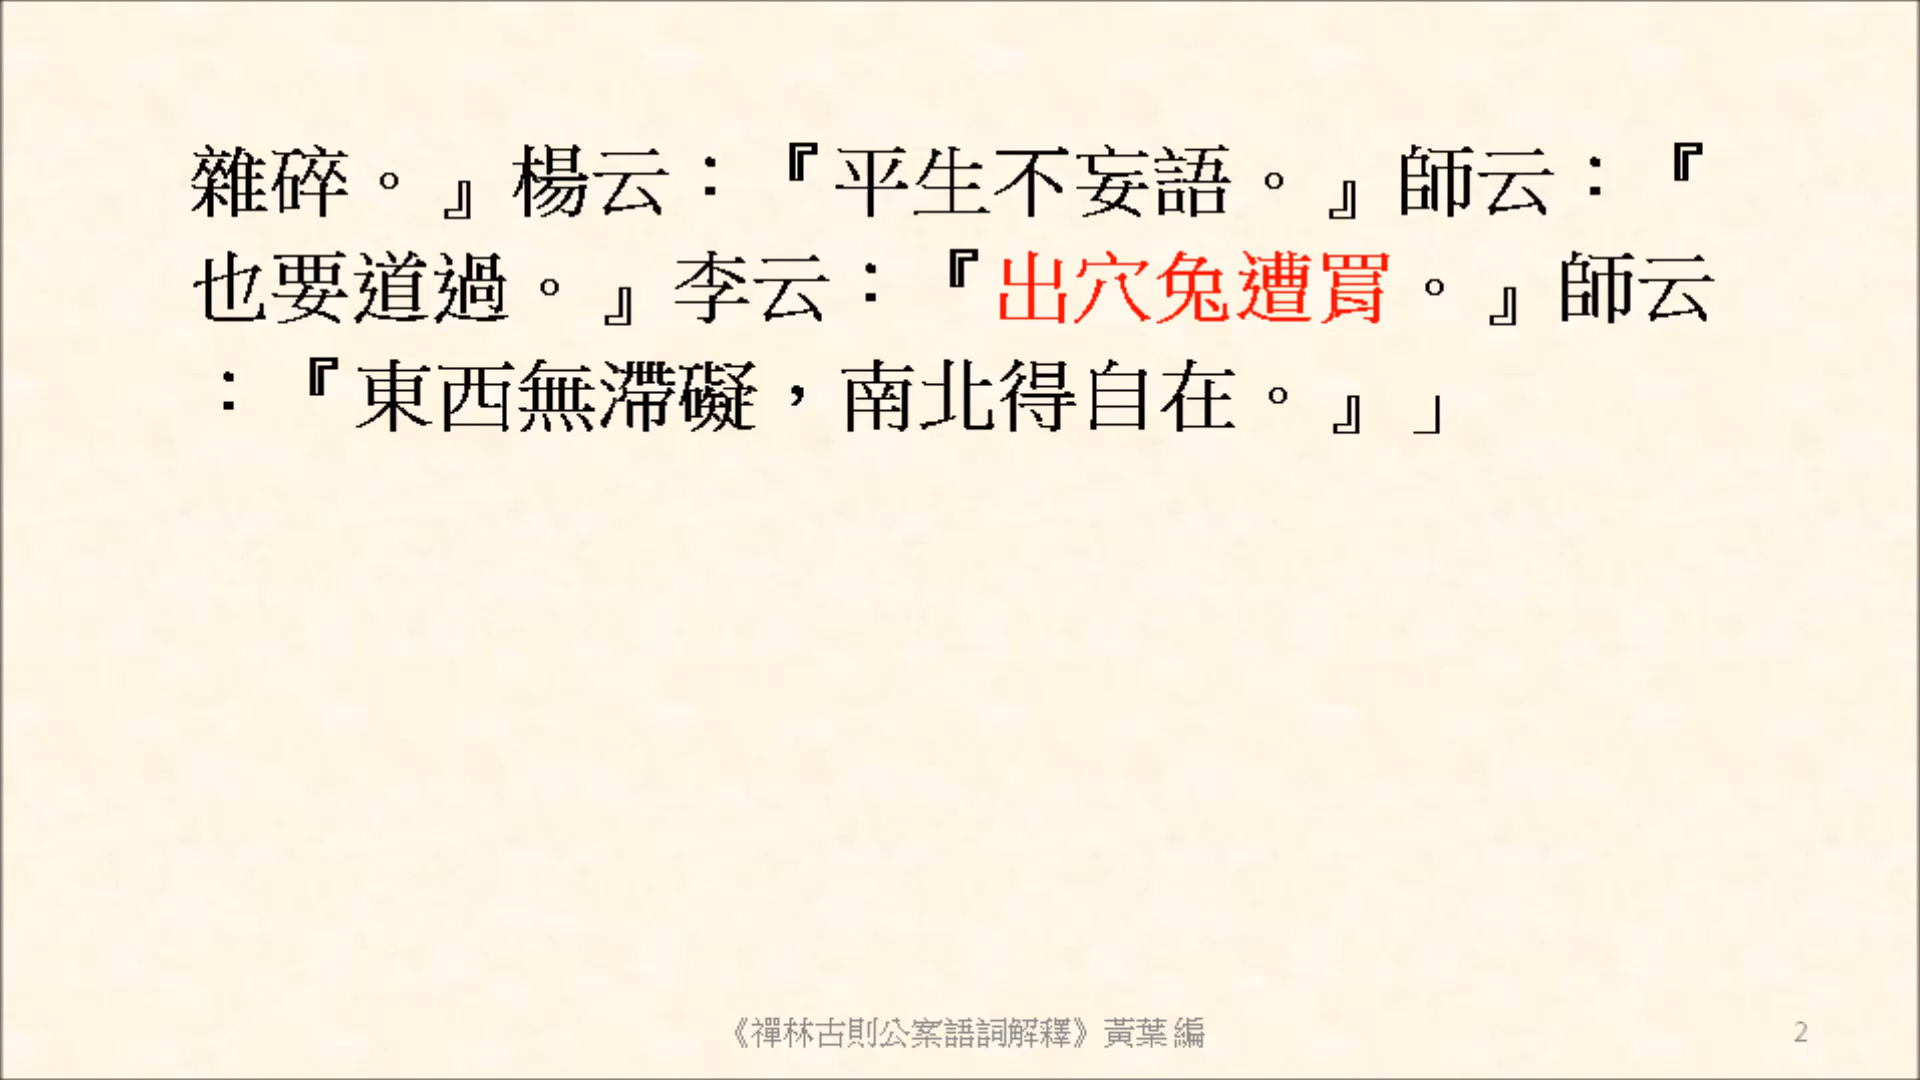 雜碎。』楊云：『平生不妄語。』師云：『
也要道過。』李云：『出穴兔遭罥。』師云
：『東西無滯礙，南北得自在。』」
《禪林古則公案語詞解釋》黃葉 編
2